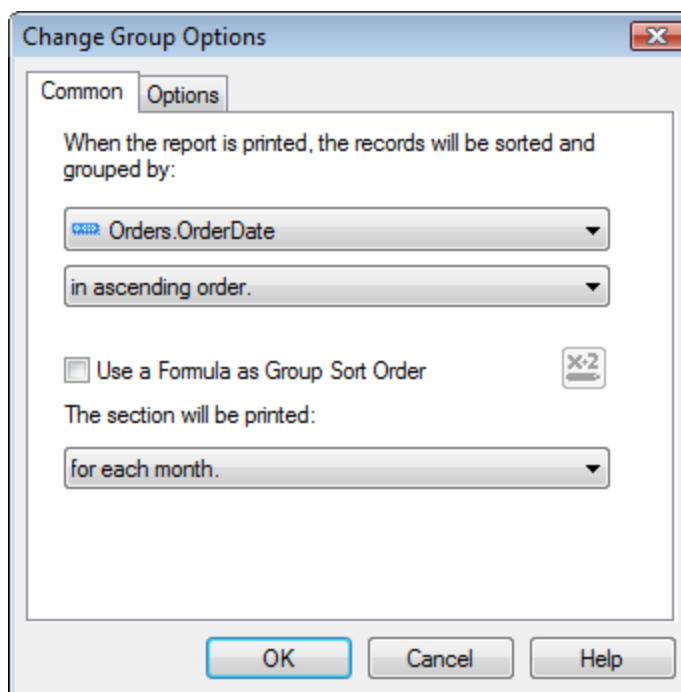 Change Group Options
Common
Options
When the report is printed, the records will be sorted and
grouped by:
Orders.OrderDate
in ascending order.
Use a Formula as Group Sort Order
X+2
The section will be printed:
for each month.
OK
Cancel
Help